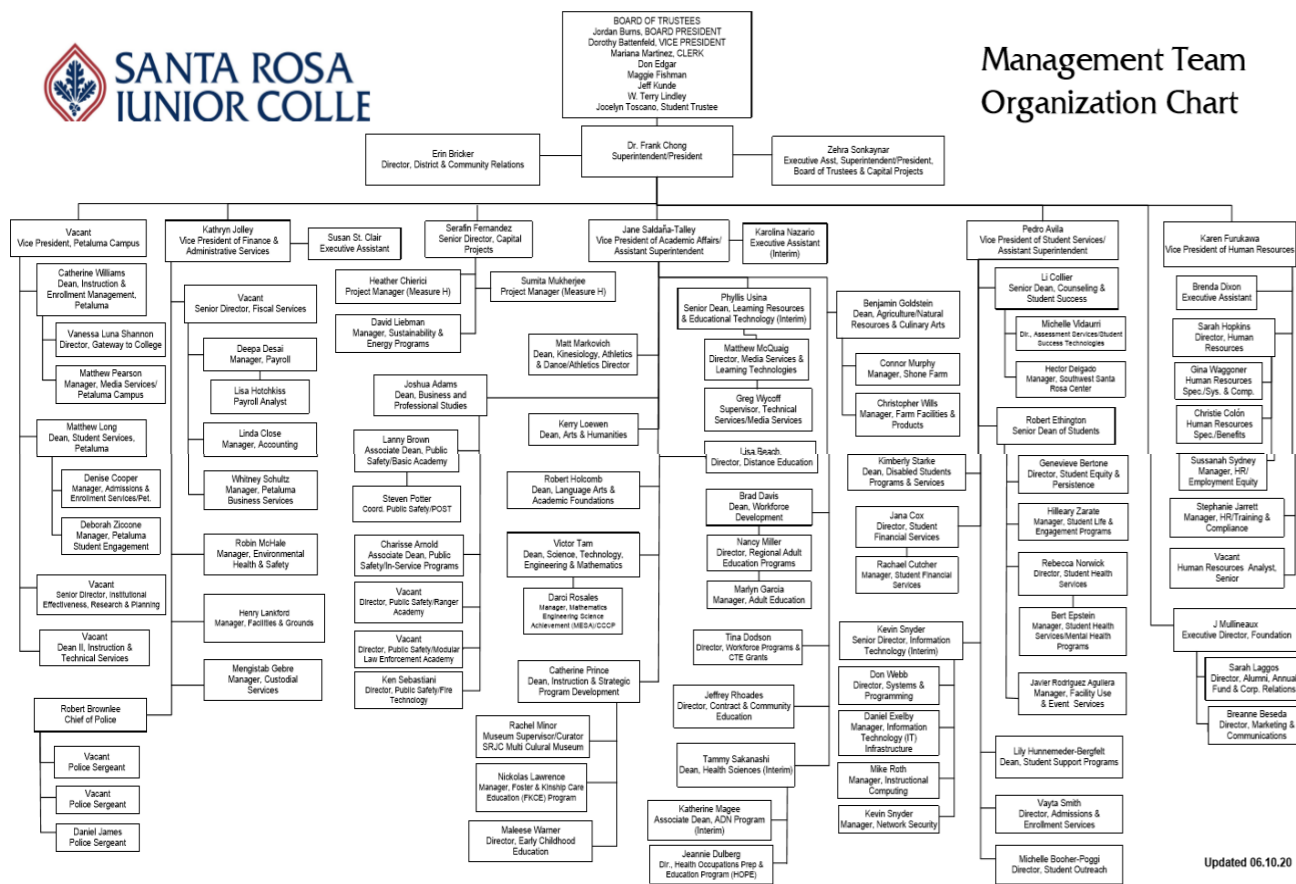 SANTA ROSA
JUNIOR COLLE
Management Team
Organization Chart
BOARD OF TRUSTEES
Jordan Burns, BOARD PRESIDENT
Dorothy Battenfeld, VICE PRESIDENT
Mariana Martinez, CLERK
Don Edgar
Maggie Fishman
Jeff Kunde
W. Terry Lindley
Jocelyn Toscano, Student Trustee
Erin Bricker
Director, District & Community Relations
Dr. Frank Chong
Superintendent/President
Zehra Sonkaynar
Executive Asst, Superintendent/President,
Board of Trustees & Capital Projects
Vacant
Vice President, Petaluma Campus
Catherine Williams
Dean, Instruction &
Enrollment Management,
Petaluma
Vanessa Luna Shannon
Director, Gateway to College
Matthew Pearson
Manager, Media Services/
Petaluma Campus
Matthew Long
Dean, Student Services,
Petaluma
Denise Cooper
Manager, Admissions &
Enrollment Services/Pet.
Deborah Ziccone
Manager, Petaluma
Student Engagement
Vacant
Senior Director, Institutional
Effectiveness, Research & Planning
Vacant
Dean II, Instruction &
Technical Services
Robert Brownlee
Chief of Police
Vacant
Police Sergeant
Vacant
Police Sergeant
Daniel James
Police Sergeant
Kathryn Jolley
Vice President of Finance &
Administrative Services
Susan St. Clair
Executive Assistant
Vacant
Senior Director, Fiscal Services
Deepa Desai
Manager, Payroll
Lisa Hotchkiss
Payroll Analyst
Linda Close
Manager, Accounting
Whitney Schultz
Manager, Petaluma
Business Services
Robin McHale
Manager, Environmental
Health & Safety
Henry Lankford
Manager, Facilities & Grounds
Mengistab Gebre
Manager, Custodial
Services
Serafin Fernandez
Senior Director, Capital
Projects
Heather Chierici
Project Manager (Measure H)
Sumita Mukherjee
Project Manager (Measure H)
David Liebman
Manager, Sustainability &
Energy Programs
Jane Saldaña-Talley
Vice President of Academic Affairs/
Assistant Superintendent
Karolina Nazario
Executive Assistant
(Interim)
Matt Markovich
Dean, Kinesiology, Athletics
& Dance/Athletics Director
Joshua Adams
Dean, Business and
Professional Studies
Lanny Brown
Associate Dean, Public
Safety/Basic Academy
Steven Potter
Coord. Public Safety/POST
Charisse Arnold
Associate Dean, Public
Safety/In-Service Programs
Vacant
Director, Public Safety/Ranger
Academy
Vacant
Director, Public Safety/Modular
Law Enforcement Academy
Ken Sebastiani
Director, Public Safety/Fire
Technology
Kerry Loewen
Dean, Arts & Humanities
Robert Holcomb
Dean, Language Arts &
Academic Foundations
Victor Tam
Dean, Science, Technology,
Engineering & Mathematics
Darci Rosales
Manager, Mathematics
Engineering Science
Achievement (MESA)/CCCP
Catherine Prince
Dean, Instruction & Strategic
Program Development
Rachel Minor
Museum Supervisor/Curator
SRJC Multi Cultural Museum
Nickolas Lawrence
Manager, Foster & Kinship Care
Education (FKCE) Program
Maleese Warner
Director, Early Childhood
Education
Phyllis Usina
Senior Dean, Learning Resources
& Educational Technology (Interim)
Matthew McQuaig
Director, Media Services &
Learning Technologies
Greg Wycoff
Supervisor, Technical
Services/Media Services
Lisa Beach,
Director, Distance Education
Brad Davis
Dean, Workforce
Development
Nancy Miller
Director, Regional Adult
Education Programs
Marlyn Garcia
Manager, Adult Education
Tina Dodson
Director, Workforce Programs &
CTE Grants
Jeffrey Rhoades
Director, Contract & Community
Education
Tammy Sakanashi
Dean, Health Sciences (Interim)
Katherine Magee
Associate Dean, ADN Program
(Interim)
Jeannie Dulberg
Dir., Health Occupations Prep &
Education Program (HOPE)
Benjamin Goldstein
Dean, Agriculture/Natural
Resources & Culinary Arts
Connor Murphy
Manager, Shone Farm
Christopher Wills
Manager, Farm Facilities &
Products
Kimberly Starke
Dean, Disabled Students
Programs & Services
Jana Cox
Director, Student
Financial Services
Rachael Cutcher
Manager, Student Financial
Services
Kevin Snyder
Senior Director, Information
Technology (Interim)
Don Webb
Director, Systems &
Programming
Daniel Exelby
Manager, Information
Technology (IT)
Infrastructure
Mike Roth
Manager, Instructional
Computing
Kevin Snyder
Manager, Network Security
Pedro Avila
Vice President of Student Services/
Assistant Superintendent
Li Collier
Senior Dean, Counseling &
Student Success
Michelle Vidaurri
Dir., Assessment Services/Student
Success Technologies
Hector Delgado
Manager, Southwest Santa
Rosa Center
Robert Ethington
Senior Dean of Students
Genevieve Bertone
Director, Student Equity &
Persistence
Hilleary Zarate
Manager, Student Life &
Engagement Programs
Rebecca Norwick
Director, Student Health
Services
Bert Epstein
Manager, Student Health
Services/Mental Health
Programs
Javier Rodriguez Aguilera
Manager, Facility Use
& Event Services
Lily Hunnemeder-Bergfelt
Dean, Student Support Programs
Vayta Smith
Director, Admissions &
Enrollment Services
Michelle Booher-Poggi
Director, Student Outreach
Karen Furukawa
Vice President of Human Resources
Brenda Dixon
Executive Assistant
Sarah Hopkins
Director, Human
Resources
Gina Waggoner
Human Resources
Spec./Sys. & Comp.
Christie Colón
Human Resources
Spec./Benefits
Sussanah Sydney
Manager, HR/
Employment Equity
Stephanie Jarrett
Manager, HR/Training &
Compliance
Vacant
Human Resources Analyst,
Senior
J Mullineaux
Executive Director, Foundation
Sarah Laggos
Director, Alumni, Annual
Fund & Corp. Relations
Breanne Beseda
Director, Marketing &
Communications
Updated 06.10.20